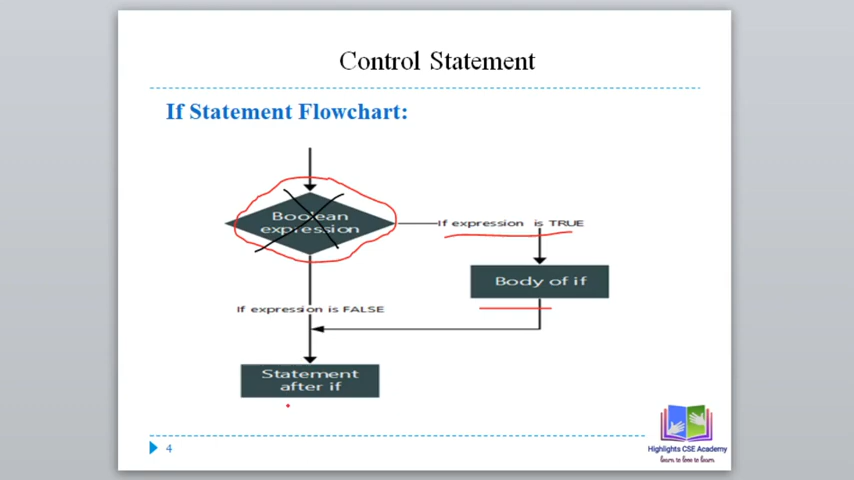 Control Statement
If Statement Flowchart:
Boolean
expression
If expression is TRUE
Body of if
If expression is FALSE
Statement
after if
4
Highlights CSE Academy
learn to love to learn